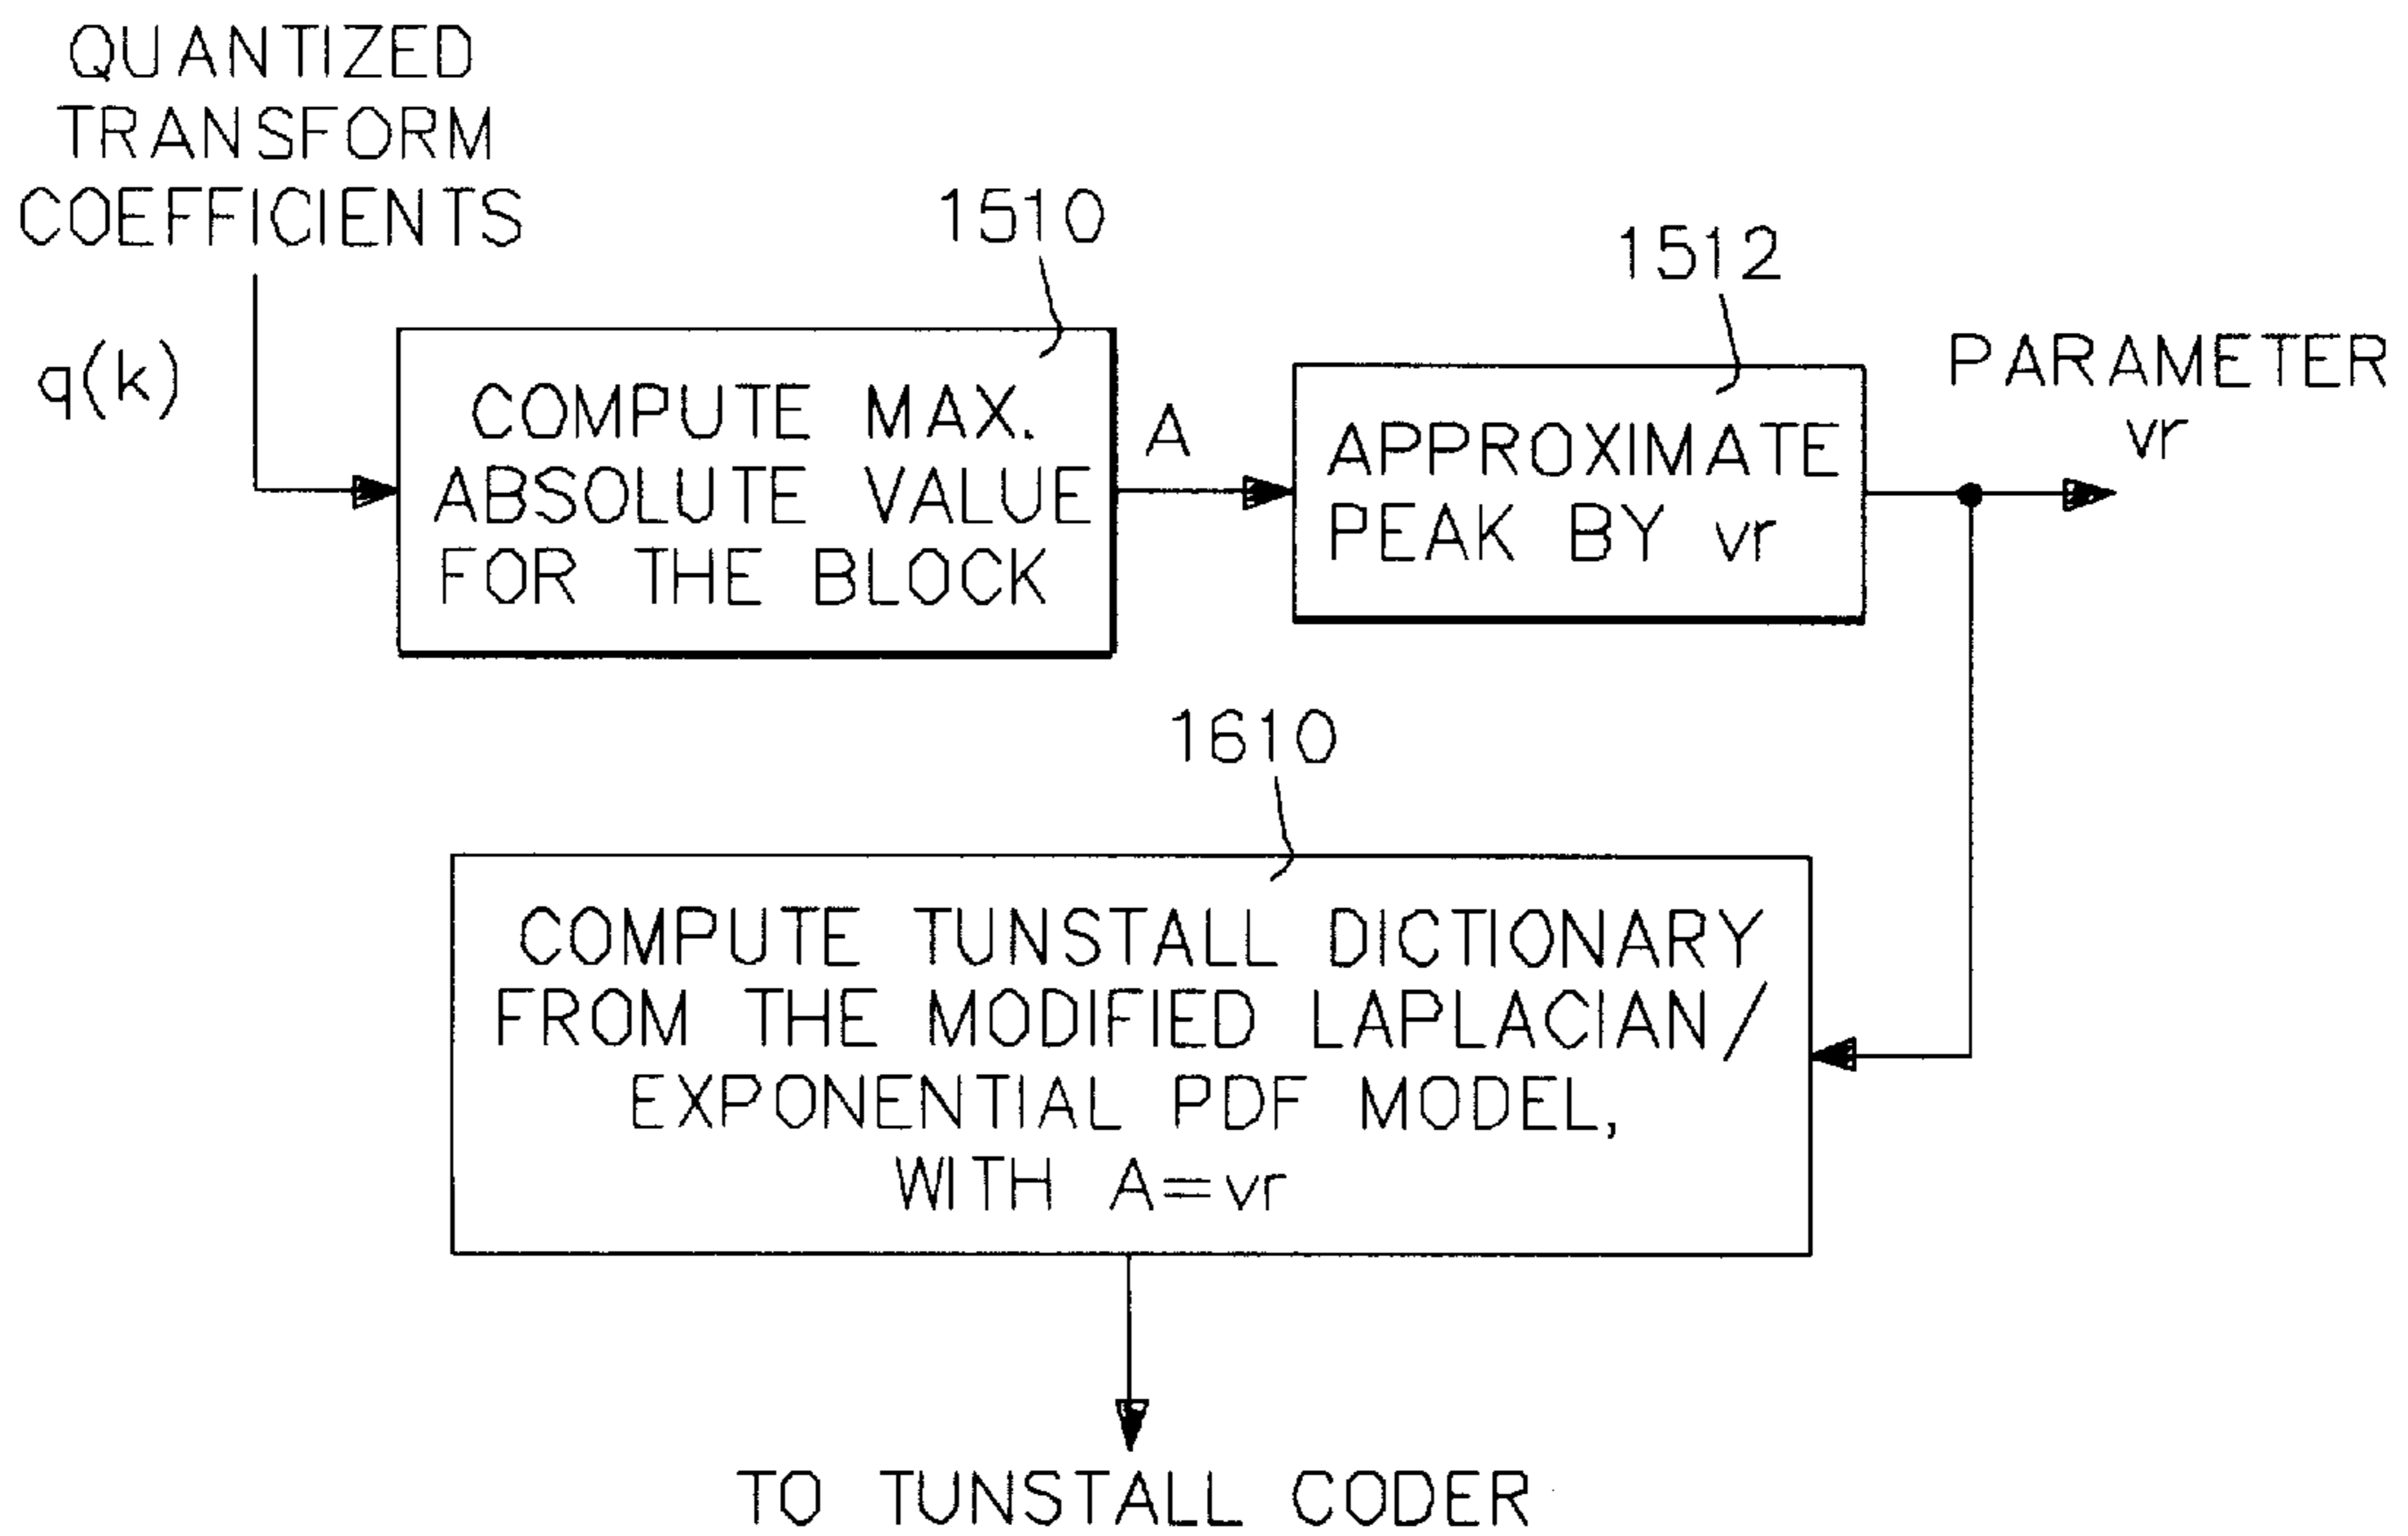 QUANTIZED
TRANSFORM
COEFFICIENTS
q(k)
1510
COMPUTE MAX.
ABSOLUTE VALUE
FOR THE BLOCK
A
1512
APPROXIMATE
PEAK BY vr
PARAMETER
vr
1610
COMPUTE TUNSTALL DICTIONARY
FROM THE MODIFIED LAPLACIAN/
EXPONENTIAL PDF MODEL,
WITH A=vr
TO TUNSTALL CODER